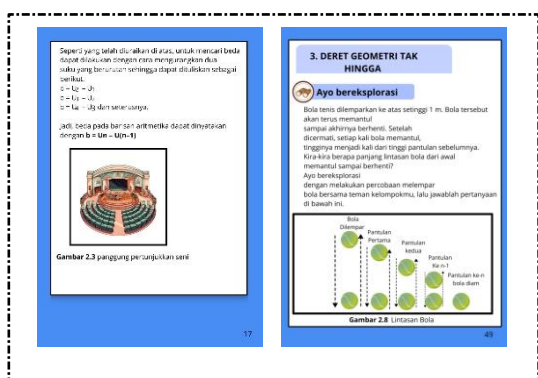 Seperti yang telah diuraikan di atas, untuk mencari beda
dapat dilakukan dengan cara mengurangkan dua
suku yang berurutan sehingga dapat dituliskan sebagai
berikut.
dan seterusnya.
Jadi, beda pada barisan aritmetika dapat dinyatakan
dengan b = Un – U(n–1)
Gambar 2.3 panggung pertunjukkan seni
17
3. DERET GEOMETRI TAK
HINGGA
Ayo bereksplorasi
Bola tenis dilemparkan ke atas setinggi 1 m. Bola tersebut
akan terus memantul
sampai akhirnya berhenti. Setelah
dicermati, setiap kali bola memantul,
tingginya menjadi kali dari tinggi pantulan sebelumnya.
Kira-kira berapa panjang lintasan bola dari awal
memantul sampai berhenti?
Ayo bereksplorasi
dengan melakukan percobaan melempar
bola bersama teman kelompokmu, lalu jawablah pertanyaan
di bawah ini.
Bola
Dilempar
Pantulan
Pertama
Pantulan
kedua
Pantulan
Ke n-1
Pantulan ke-n
bola diam
Gambar 2.8 Lintasan Bola
49